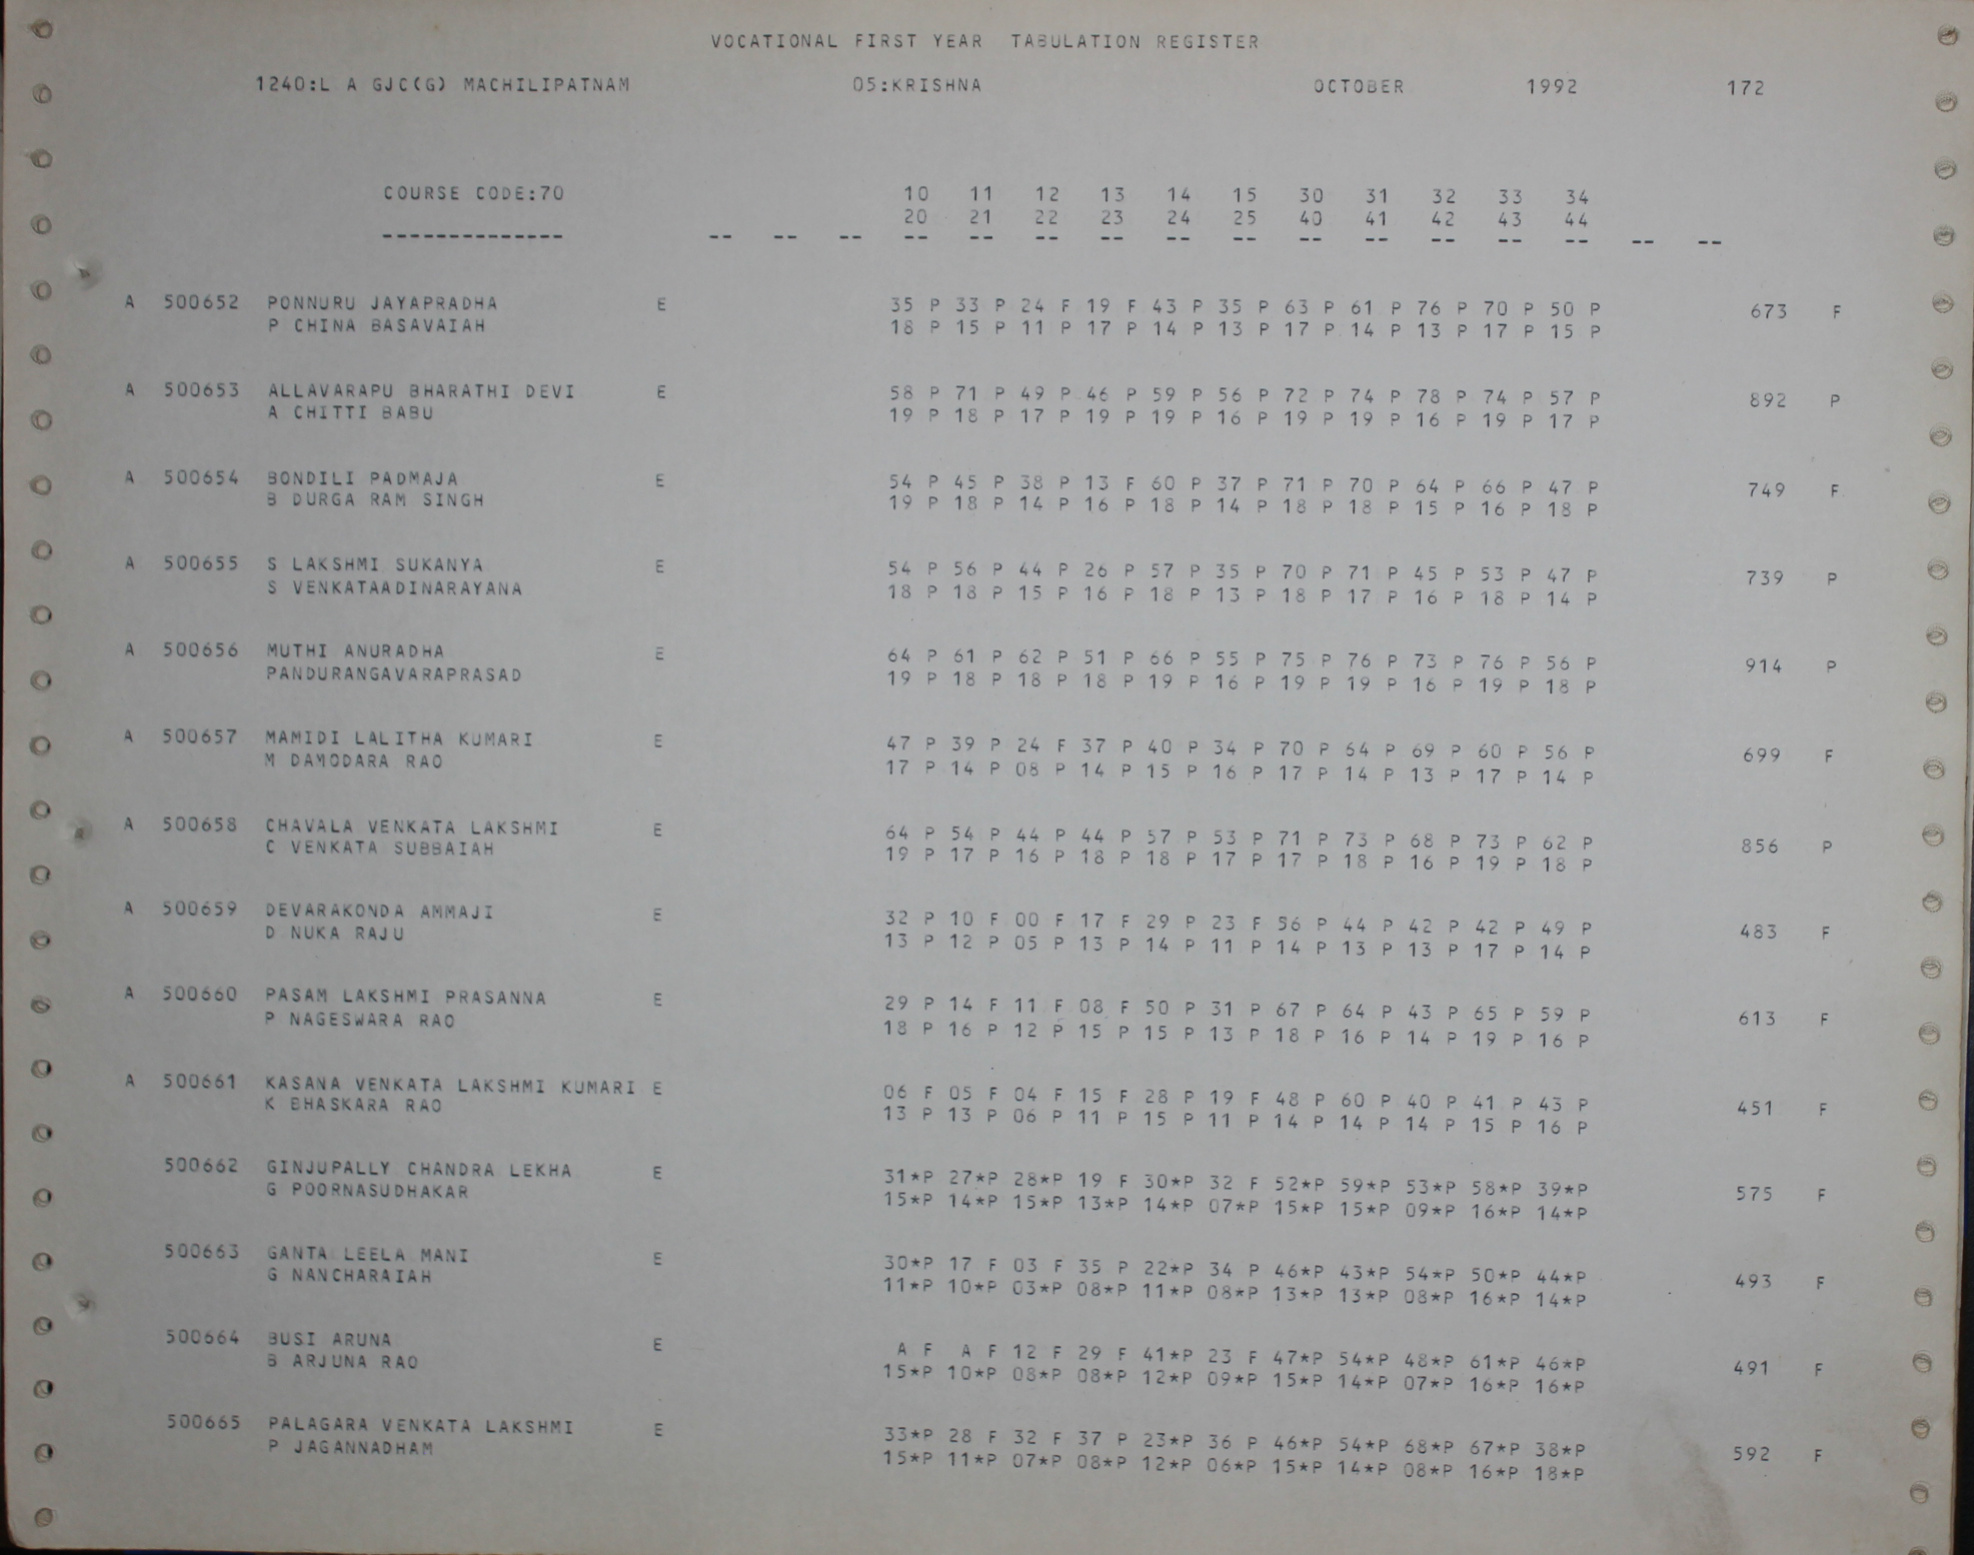 VOCATIONAL FIRST YEAR TABULATION REGISTER
1240:L A GJC(G) MACHILIPATNAM 05:KRISHNA OCTOBER 1992 172
COURSE CODE:70 10 11 12 13 14 15 30 31 32 33 34
20 21 22 23 24 25 40 41 42 43 44
-------------- -- -- -- -- -- -- -- -- -- -- -- -- -- -- -- --
A 500652 PONNURU JAYAPRADHA E 35 P 33 P 24 F 19 F 43 P 35 P 63 P 61 P 76 P 70 P 50 P 673 F
P CHINA BASAVAIAH 18 P 15 P 11 P 17 P 14 P 13 P 17 P 14 P 13 P 17 P 15 P
A 500653 ALLAVARAPU BHARATHI DEVI E 58 P 71 P 49 P 46 P 59 P 56 P 72 P 74 P 78 P 74 P 57 P 892 P
A CHITTI BABU 19 P 18 P 17 P 19 P 19 P 16 P 19 P 19 P 16 P 19 P 17 P
A 500654 BONDILI PADMAJA E 54 P 45 P 38 P 13 F 60 P 37 P 71 P 70 P 64 P 66 P 47 P 749 F
B DURGA RAM SINGH 19 P 18 P 14 P 16 P 18 P 14 P 18 P 18 P 15 P 16 P 18 P
A 500655 S LAKSHMI SUKANYA E 54 P 56 P 44 P 26 P 57 P 35 P 70 P 71 P 45 P 53 P 47 P 739 P
S VENKATAADINARAYANA 18 P 18 P 15 P 16 P 18 P 13 P 18 P 17 P 16 P 18 P 14 P
A 500656 MUTHI ANURADHA E 64 P 61 P 62 P 51 P 66 P 55 P 75 P 76 P 73 P 76 P 56 P 914 P
PANDURANGAVARAPRASAD 19 P 18 P 18 P 18 P 19 P 16 P 19 P 19 P 16 P 19 P 18 P
A 500657 MAMIDI LALITHA KUMARI E 47 P 39 P 24 F 37 P 40 P 34 P 70 P 64 P 69 P 60 P 56 P 699 F
M DAMODARA RAO 17 P 14 P 08 P 14 P 15 P 16 P 17 P 14 P 13 P 17 P 14 P
A 500658 CHAVALA VENKATA LAKSHMI E 64 P 54 P 44 P 44 P 57 P 53 P 71 P 73 P 68 P 73 P 62 P 856 P
C VENKATA SUBBAIAH 19 P 17 P 16 P 18 P 18 P 17 P 17 P 18 P 16 P 19 P 18 P
A 500659 DEVARAKONDA AMMAJI E 32 P 10 F 00 F 17 F 29 P 23 F 56 P 44 P 42 P 42 P 49 P 483 F
D NUKA RAJU 13 P 12 P 05 P 13 P 14 P 11 P 14 P 13 P 13 P 17 P 14 P
A 500660 PASAM LAKSHMI PRASANNA E 29 P 14 F 11 F 08 F 50 P 31 P 67 P 64 P 43 P 65 P 59 P 613 F
P NAGESWARA RAO 18 P 16 P 12 P 15 P 15 P 13 P 18 P 16 P 14 P 19 P 16 P
A 500661 KASANA VENKATA LAKSHMI KUMARI E 06 F 05 F 04 F 15 F 28 P 19 F 48 P 60 P 40 P 41 P 43 P 451 F
K BHASKARA RAO 13 P 13 P 06 P 11 P 15 P 11 P 14 P 14 P 14 P 15 P 16 P
500662 GINJUPALLY CHANDRA LEKHA E 31*P 27*P 28*P 19 F 30*P 32 F 52*P 59*P 53*P 58*P 39*P 575 F
G POORNASUDHAKAR 15*P 14*P 15*P 13*P 14*P 07*P 15*P 15*P 09*P 16*P 14*P
500663 GANTA LEELA MANI E 30*P 17 F 03 F 35 P 22*P 34 P 46*P 43*P 54*P 50*P 44*P 493 F
G NANCHARAIAH 11*P 10*P 03*P 08*P 11*P 08*P 13*P 13*P 08*P 16*P 14*P
500664 BUSI ARUNA E A F A F 12 F 29 F 41*P 23 F 47*P 54*P 48*P 61*P 46*P 491 F
B ARJUNA RAO 15*P 10*P 08*P 08*P 12*P 09*P 15*P 14*P 07*P 16*P 16*P
500665 PALAGARA VENKATA LAKSHMI E 33*P 28 F 32 F 37 P 23*P 36 P 46*P 54*P 68*P 67*P 38*P 592 F
P JAGANNADHAM 15*P 11*P 07*P 08*P 12*P 06*P 15*P 14*P 08*P 16*P 18*P